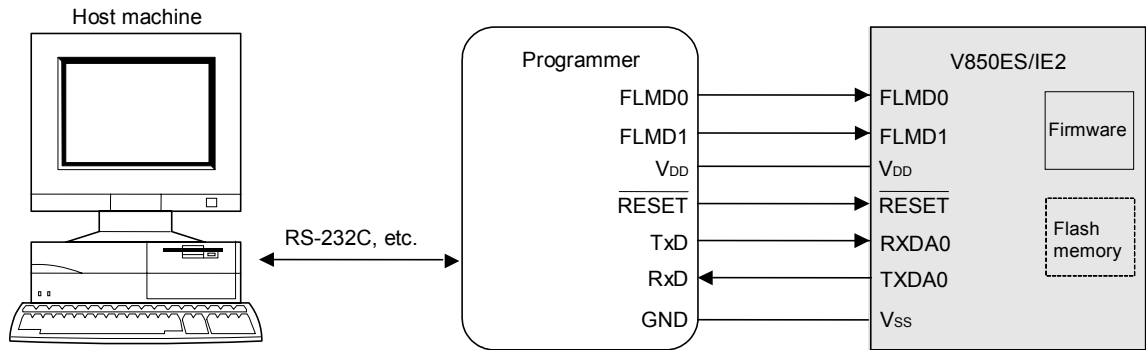 Host machine
RS-232C, etc.
Programmer
FLMD0
FLMD1
VDD
RESET
TxD
RxD
GND
V850ES/IE2
FLMD0
FLMD1
VDD
RESET
RXDA0
TXDA0
VSS
Firmware
Flash
memory